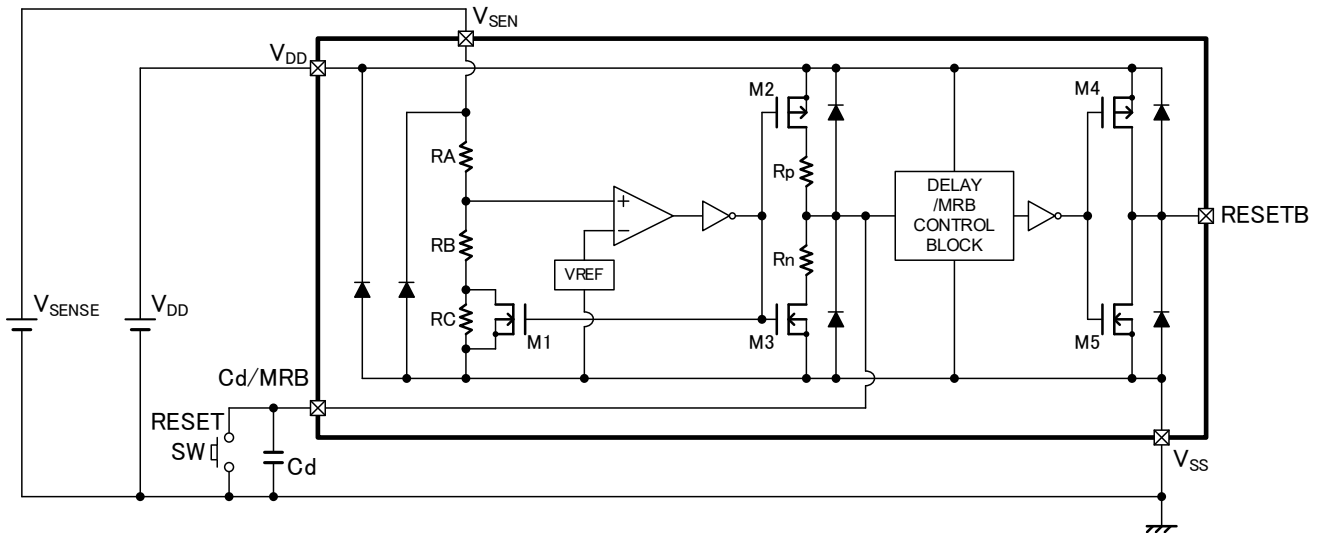 VSEN
VDD
M2
M4
RA
Rp
DELAY
/MRB
CONTROL
BLOCK
RESETB
RB
VREF
Rn
VSENSE
VDD
RC
M1
M3
M5
Cd/MRB
RESET
SW
Cd
VSS
+
−